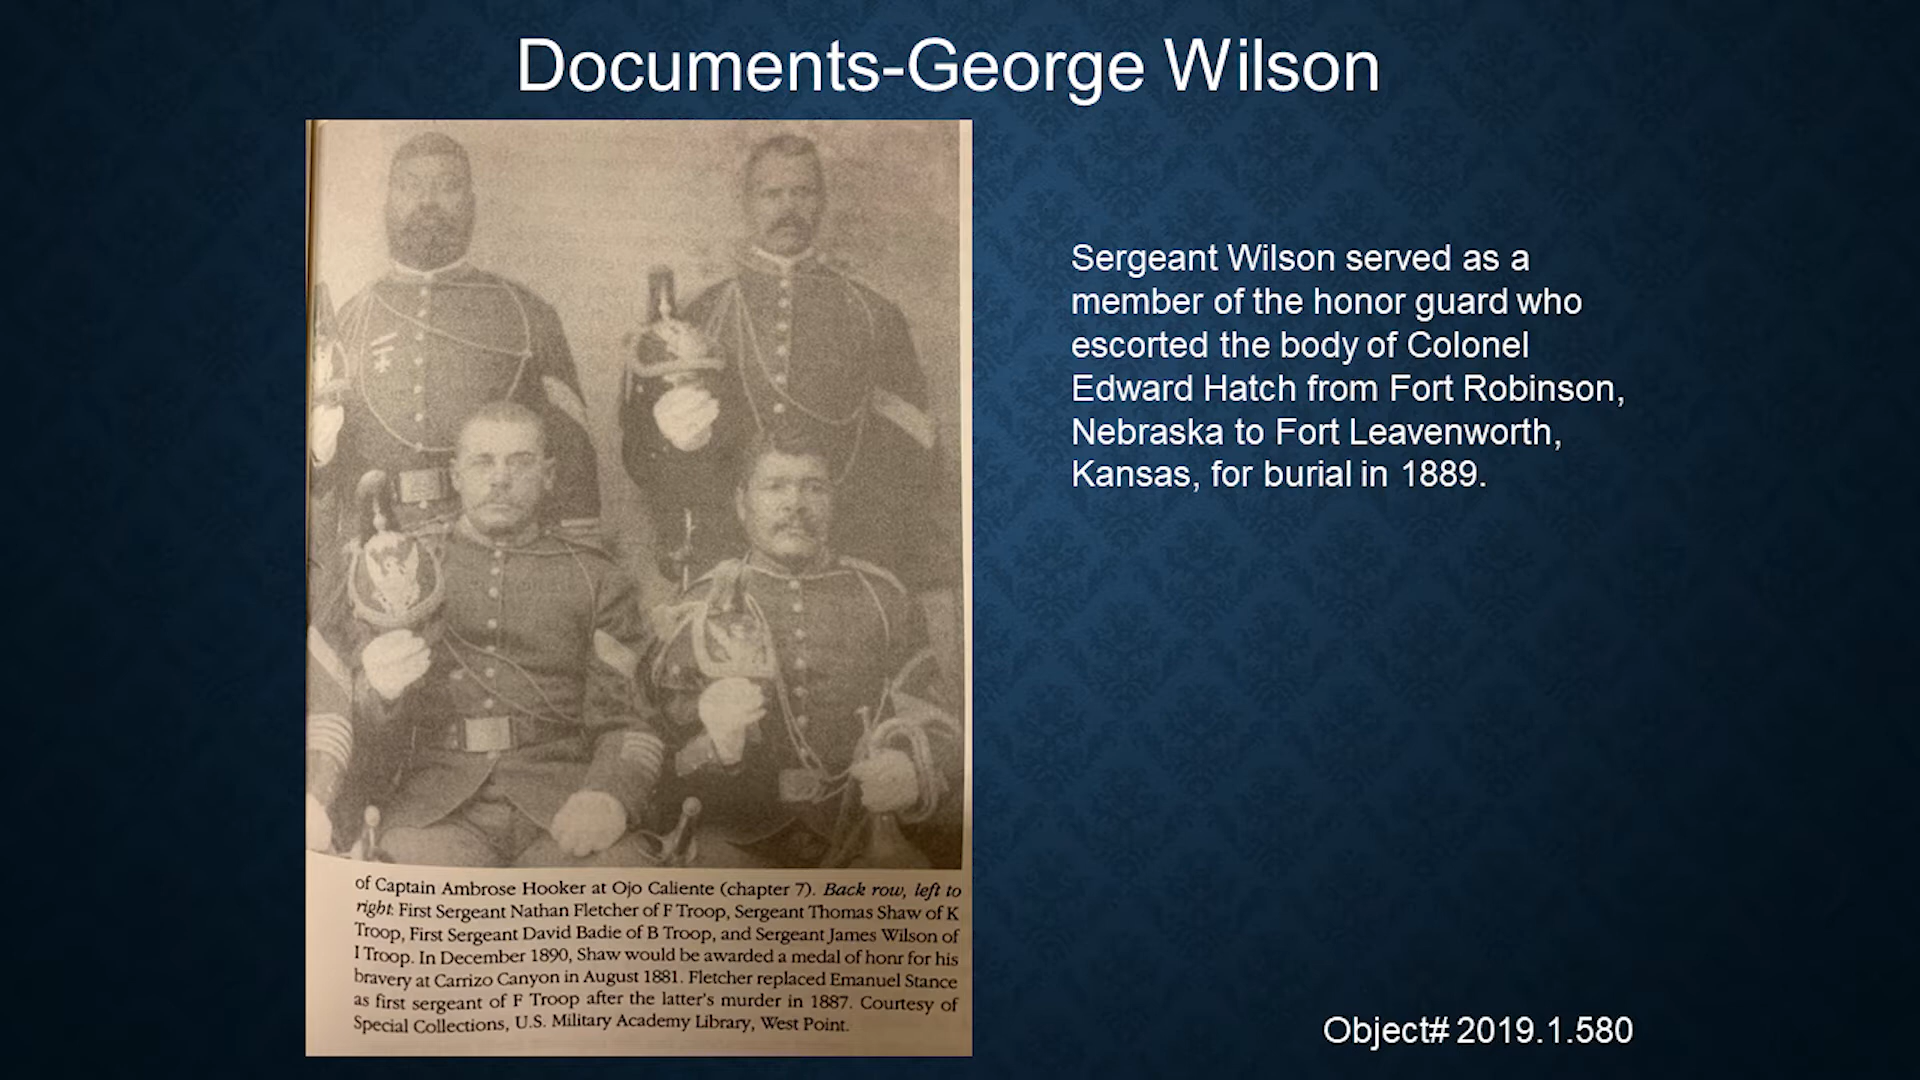 Documents-George Wilson
Sergeant Wilson served as a
member of the honor guard who
escorted the body of Colonel
Edward Hatch from Fort Robinson,
Nebraska to Fort Leavenworth,
Kansas, for burial in 1889.
of Captain Ambrose Hooker at Ojo Caliente (chapter 7). Back row, left to
right: First Sergeant Nathan Fletcher of F Troop, Sergeant Thomas Shaw of K
Troop, First Sergeant David Badie of B Troop, and Sergeant James Wilson of
I Troop. In December 1890, Shaw would be awarded a medal of honr for his
bravery at Carrizo Canyon in August 1881. Fletcher replaced Emanuel Stance
as first sergeant of F Troop after the latter's murder in 1887. Courtesy of
Special Collections, U.S. Military Academy Library, West Point.
Object# 2019.1.580